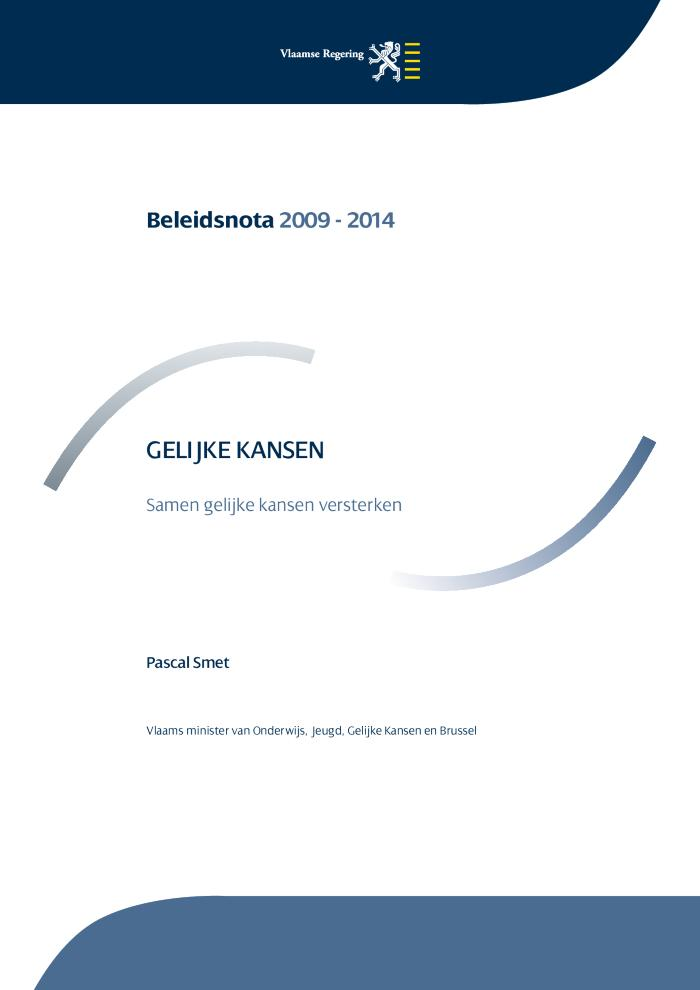 Vlaamse Regering
Beleidsnota 2009 - 2014
GELIJKE KANSEN
Samen gelijke kansen versterken
Pascal Smet
Vlaams minister van Onderwijs, Jeugd, Gelijke Kansen en Brussel